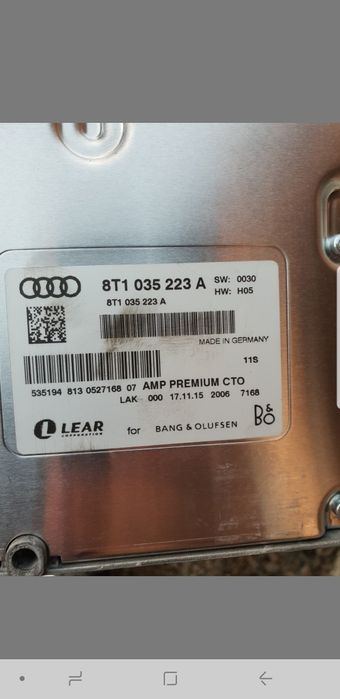 8T1 035 223 A SW: 0030
8T1 035 223 A HW: H05
MADE IN GERMANY
11S
535194 813 0527168 07 AMP PREMIUM CTO
LAK 000 17.11.15 2006 7168
LEAR CORPORATION for BANG & OLUFSEN B&O